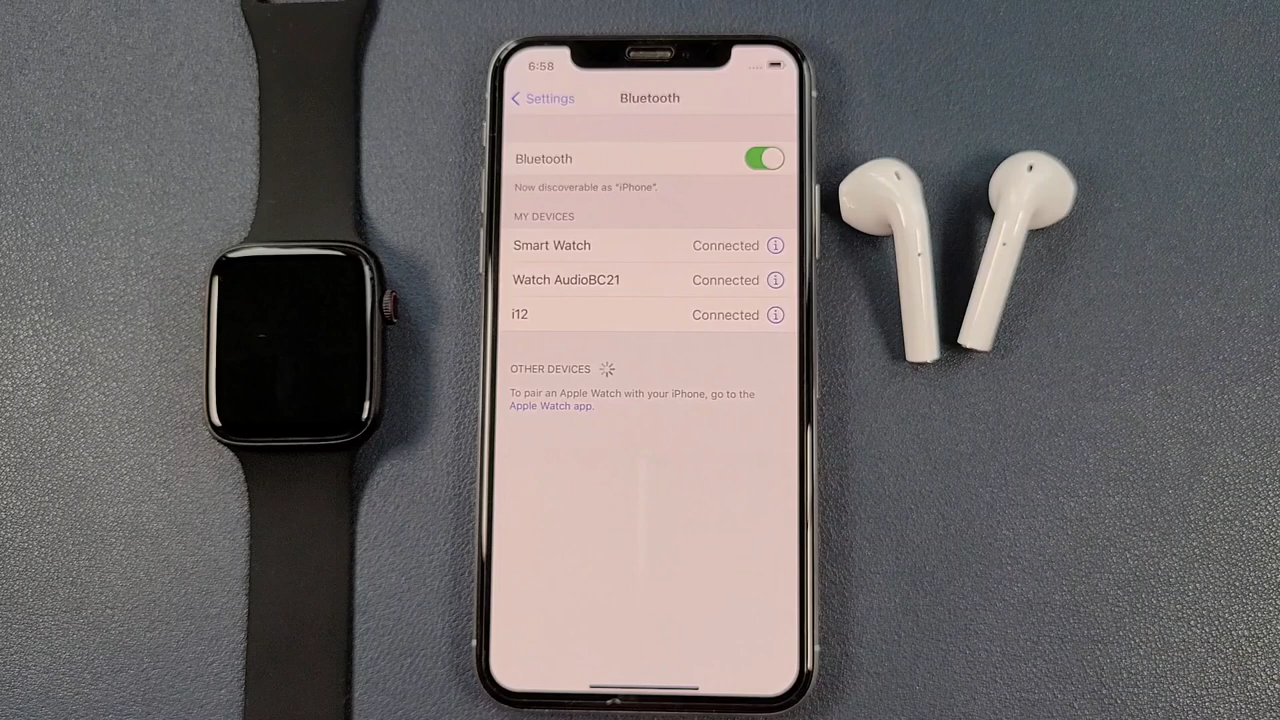 6:58
Settings Bluetooth
Bluetooth
Now discoverable as “iPhone”.
MY DEVICES
Smart Watch Connected
Watch AudioBC21 Connected
i12 Connected
OTHER DEVICES
To pair an Apple Watch with your iPhone, go to the
Apple Watch app.